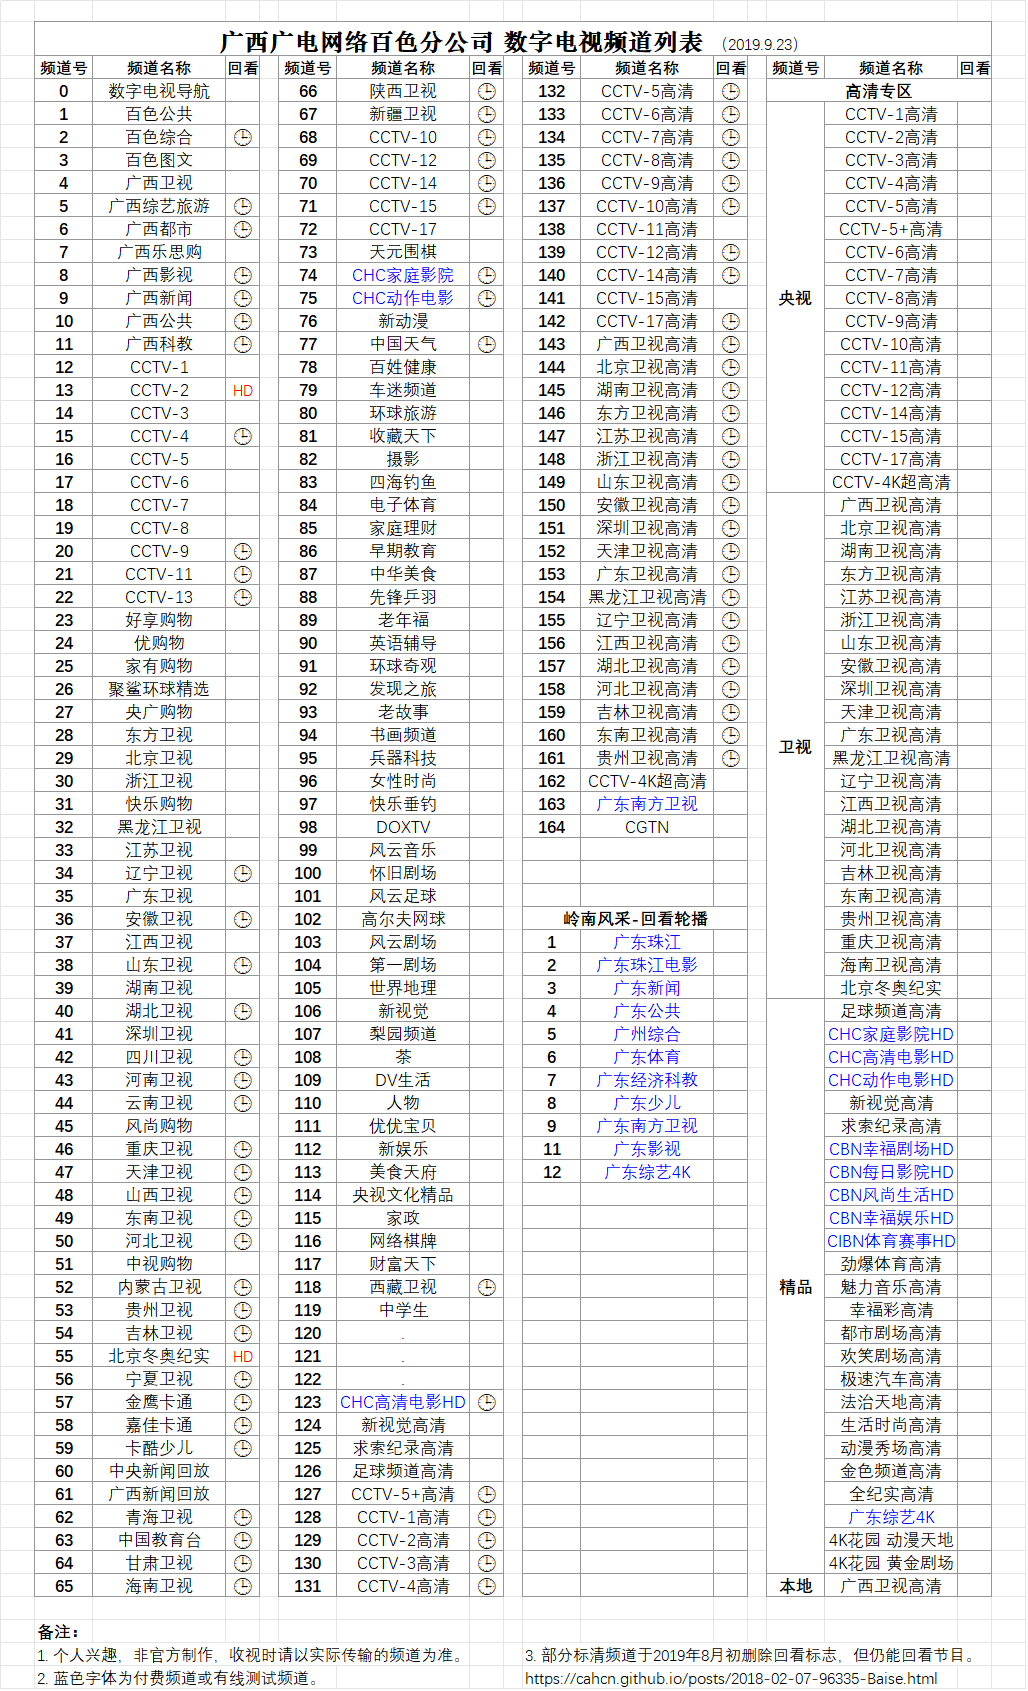 广西广电网络百色分公司 数字电视频道列表 （2019.9.23）
频道号 频道名称 回看 频道号 频道名称 回看 频道号 频道名称 回看 频道号 频道名称 回看
0 数字电视导航 66 陕西卫视 132 CCTV-5高清 高清专区
1 百色公共 67 新疆卫视 133 CCTV-6高清 CCTV-1高清
2 百色综合 68 CCTV-10 134 CCTV-7高清 CCTV-2高清
3 百色图文 69 CCTV-12 135 CCTV-8高清 CCTV-3高清
4 广西卫视 70 CCTV-14 136 CCTV-9高清 CCTV-4高清
5 广西综艺旅游 71 CCTV-15 137 CCTV-10高清 CCTV-5高清
6 广西都市 72 CCTV-17 138 CCTV-11高清 CCTV-5+高清
7 广西乐思购 73 天元围棋 139 CCTV-12高清 CCTV-6高清
8 广西影视 74 CHC家庭影院 140 CCTV-14高清 CCTV-7高清
9 广西新闻 75 CHC动作电影 141 CCTV-15高清 央视 CCTV-8高清
10 广西公共 76 新动漫 142 CCTV-17高清 CCTV-9高清
11 广西科教 77 中国天气 143 广西卫视高清 CCTV-10高清
12 CCTV-1 78 百姓健康 144 北京卫视高清 CCTV-11高清
13 CCTV-2 HD 79 车迷频道 145 湖南卫视高清 CCTV-12高清
14 CCTV-3 80 环球旅游 146 东方卫视高清 CCTV-14高清
15 CCTV-4 81 收藏天下 147 江苏卫视高清 CCTV-15高清
16 CCTV-5 82 摄影 148 浙江卫视高清 CCTV-17高清
17 CCTV-6 83 四海钓鱼 149 山东卫视高清 CCTV-4K超高清
18 CCTV-7 84 电子体育 150 安徽卫视高清 广西卫视高清
19 CCTV-8 85 家庭理财 151 深圳卫视高清 北京卫视高清
20 CCTV-9 86 早期教育 152 天津卫视高清 湖南卫视高清
21 CCTV-11 87 中华美食 153 广东卫视高清 东方卫视高清
22 CCTV-13 88 先锋乒羽 154 黑龙江卫视高清 江苏卫视高清
23 好享购物 89 老年福 155 辽宁卫视高清 浙江卫视高清
24 优购物 90 英语辅导 156 江西卫视高清 山东卫视高清
25 家有购物 91 环球奇观 157 湖北卫视高清 安徽卫视高清
26 聚鲨环球精选 92 发现之旅 158 河北卫视高清 深圳卫视高清
27 央广购物 93 老故事 159 吉林卫视高清 天津卫视高清
28 东方卫视 94 书画频道 160 东南卫视高清 卫视 广东卫视高清
29 北京卫视 95 兵器科技 161 贵州卫视高清 黑龙江卫视高清
30 浙江卫视 96 女性时尚 162 CCTV-4K超高清 辽宁卫视高清
31 快乐购物 97 快乐垂钓 163 广东南方卫视 江西卫视高清
32 黑龙江卫视 98 DOXTV 164 CGTN 湖北卫视高清
33 江苏卫视 99 风云音乐 河北卫视高清
34 辽宁卫视 100 怀旧剧场 吉林卫视高清
35 广东卫视 101 风云足球 东南卫视高清
36 安徽卫视 102 高尔夫网球 岭南风采-回看轮播 贵州卫视高清
37 江西卫视 103 风云剧场 1 广东珠江 重庆卫视高清
38 山东卫视 104 第一剧场 2 广东珠江电影 海南卫视高清
39 湖南卫视 105 世界地理 3 广东新闻 北京冬奥纪实
40 湖北卫视 106 新视觉 4 广东公共 足球频道高清
41 深圳卫视 107 梨园频道 5 广州综合 CHC家庭影院HD
42 四川卫视 108 茶 6 广东体育 CHC高清电影HD
43 河南卫视 109 DV生活 7 广东经济科教 CHC动作电影HD
44 云南卫视 110 人物 8 广东少儿 新视觉高清
45 风尚购物 111 优优宝贝 9 广东南方卫视 求索纪录高清
46 重庆卫视 112 新娱乐 11 广东影视 CBN幸福剧场HD
47 天津卫视 113 美食天府 12 广东综艺4K CBN每日影院HD
48 山西卫视 114 央视文化精品 CBN风尚生活HD
49 东南卫视 115 家政 CBN幸福娱乐HD
50 河北卫视 116 网络棋牌 CIBN体育赛事HD
51 中视购物 117 财富天下 劲爆体育高清
52 内蒙古卫视 118 西藏卫视 精品 魅力音乐高清
53 贵州卫视 119 中学生 幸福彩高清
54 吉林卫视 120 . 都市剧场高清
55 北京冬奥纪实 HD 121 . 欢笑剧场高清
56 宁夏卫视 122 . 极速汽车高清
57 金鹰卡通 123 CHC高清电影HD 法治天地高清
58 嘉佳卡通 124 新视觉高清 生活时尚高清
59 卡酷少儿 125 求索纪录高清 动漫秀场高清
60 中央新闻回放 126 足球频道高清 金色频道高清
61 广西新闻回放 127 CCTV-5+高清 全纪实高清
62 青海卫视 128 CCTV-1高清 广东综艺4K
63 中国教育台 129 CCTV-2高清 4K花园 动漫天地
64 甘肃卫视 130 CCTV-3高清 4K花园 黄金剧场
65 海南卫视 131 CCTV-4高清 本地 广西卫视高清
备注：
1. 个人兴趣，非官方制作，收视时请以实际传输的频道为准。 3. 部分标清频道于2019年8月初删除回看标志，但仍能回看节目。
2. 蓝色字体为付费频道或有线测试频道。 https://cahcn.github.io/posts/2018-02-07-96335-Baise.html